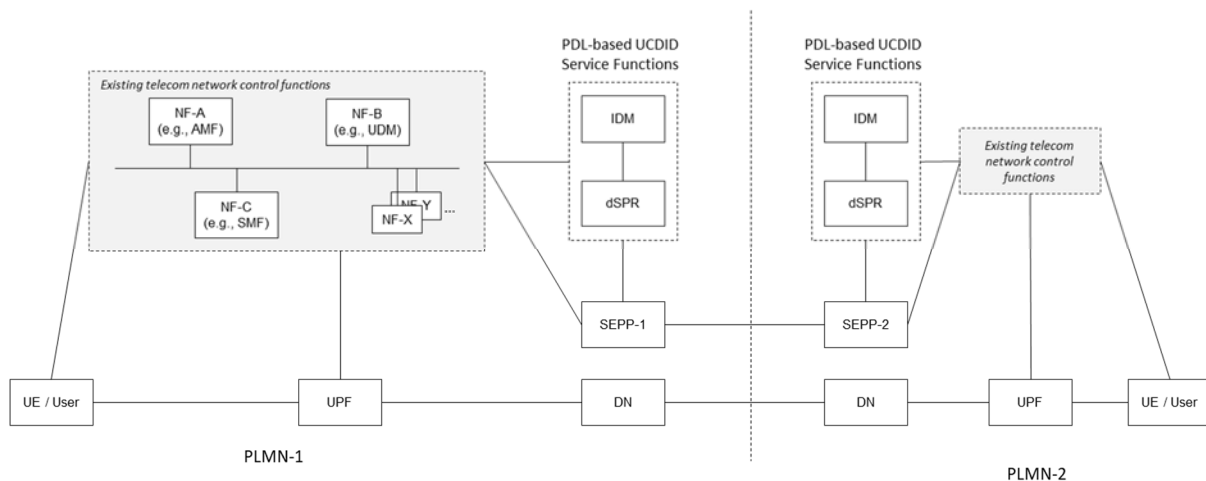 PDL-based UCDID
Service Functions
PDL-based UCDID
Service Functions
Existing telecom network control functions
NF-A
(e.g., AMF)
NF-B
(e.g., UDM)
NF-C
(e.g., SMF)
NF-Y
NF-X
...
IDM
dSPR
IDM
dSPR
Existing telecom
network control
functions
SEPP-1
SEPP-2
UE / User
UPF
DN
DN
UPF
UE / User
PLMN-1
PLMN-2